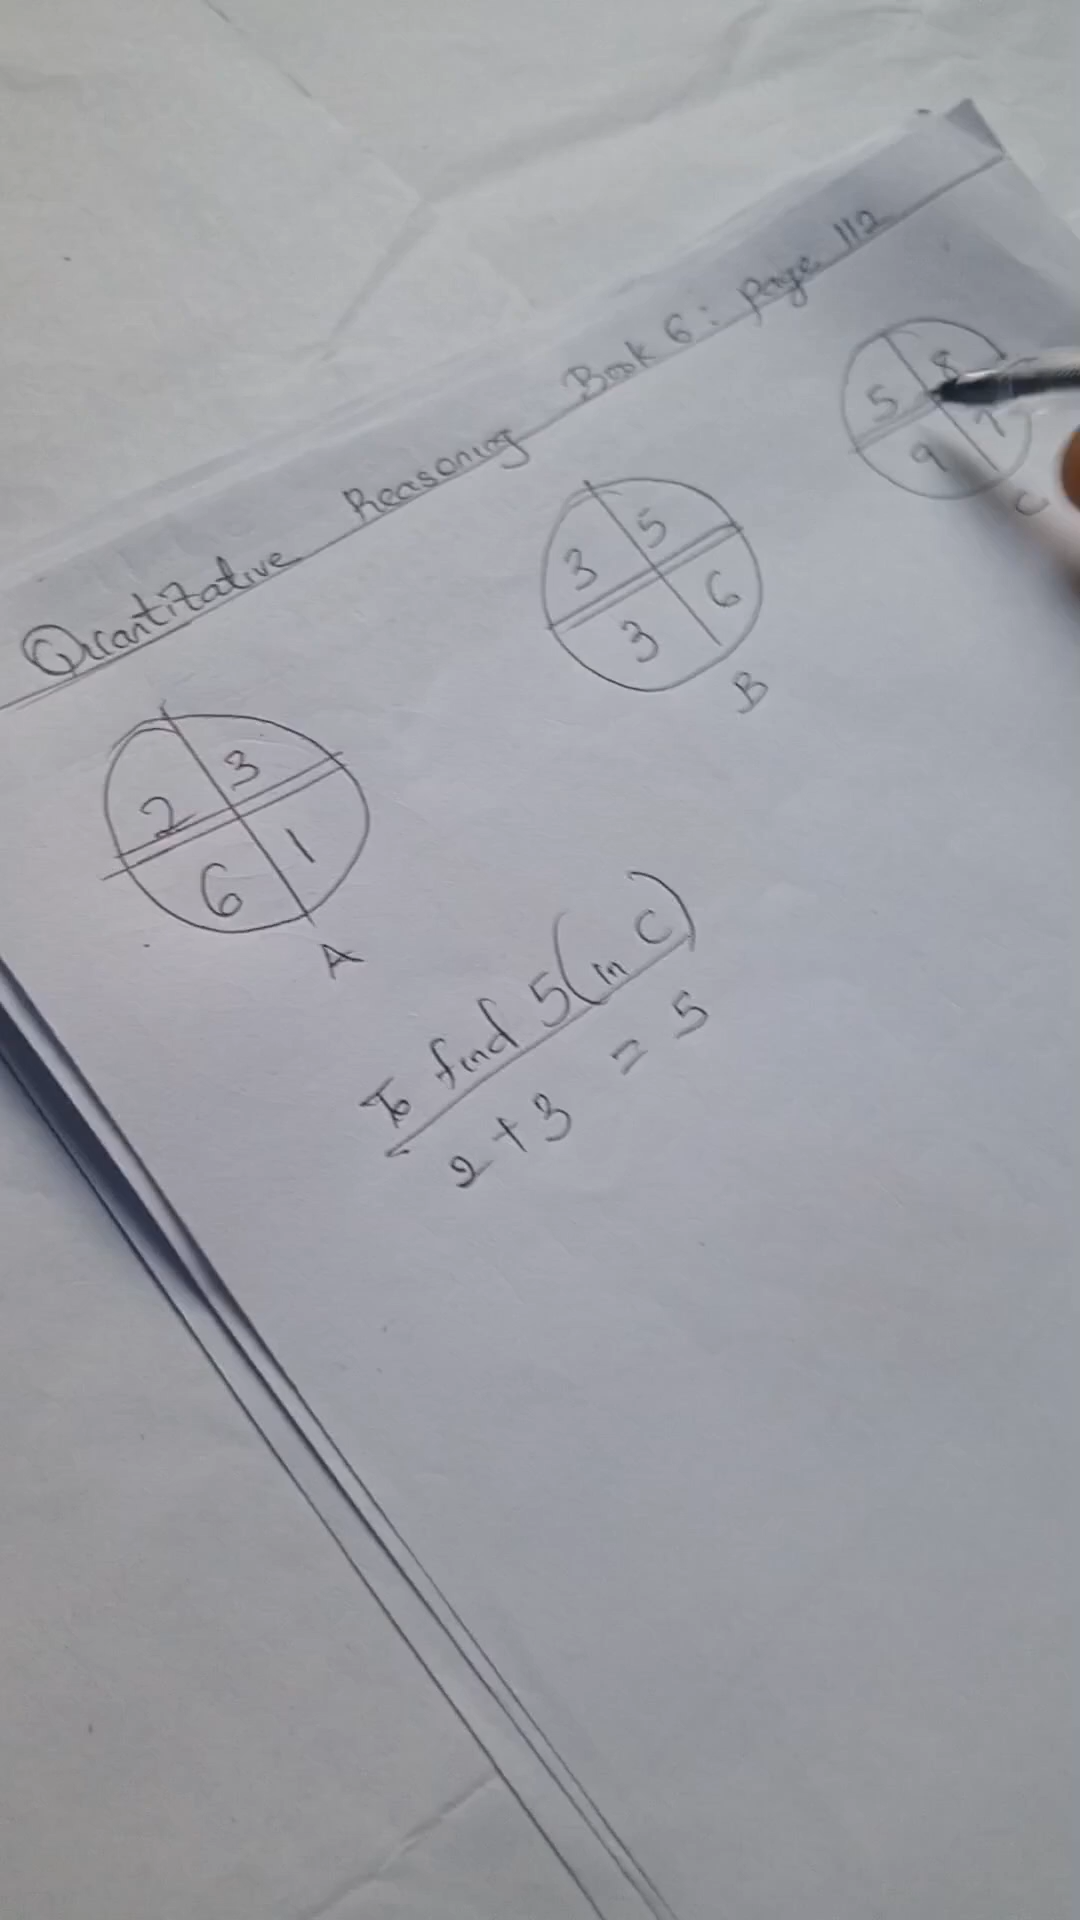 Quantitative Reasoning Book 6: page 112
2 3
6 1
A
3 5
3 6
B
5 8
9 7
C
To find 5 (in C)
2 + 3 = 5